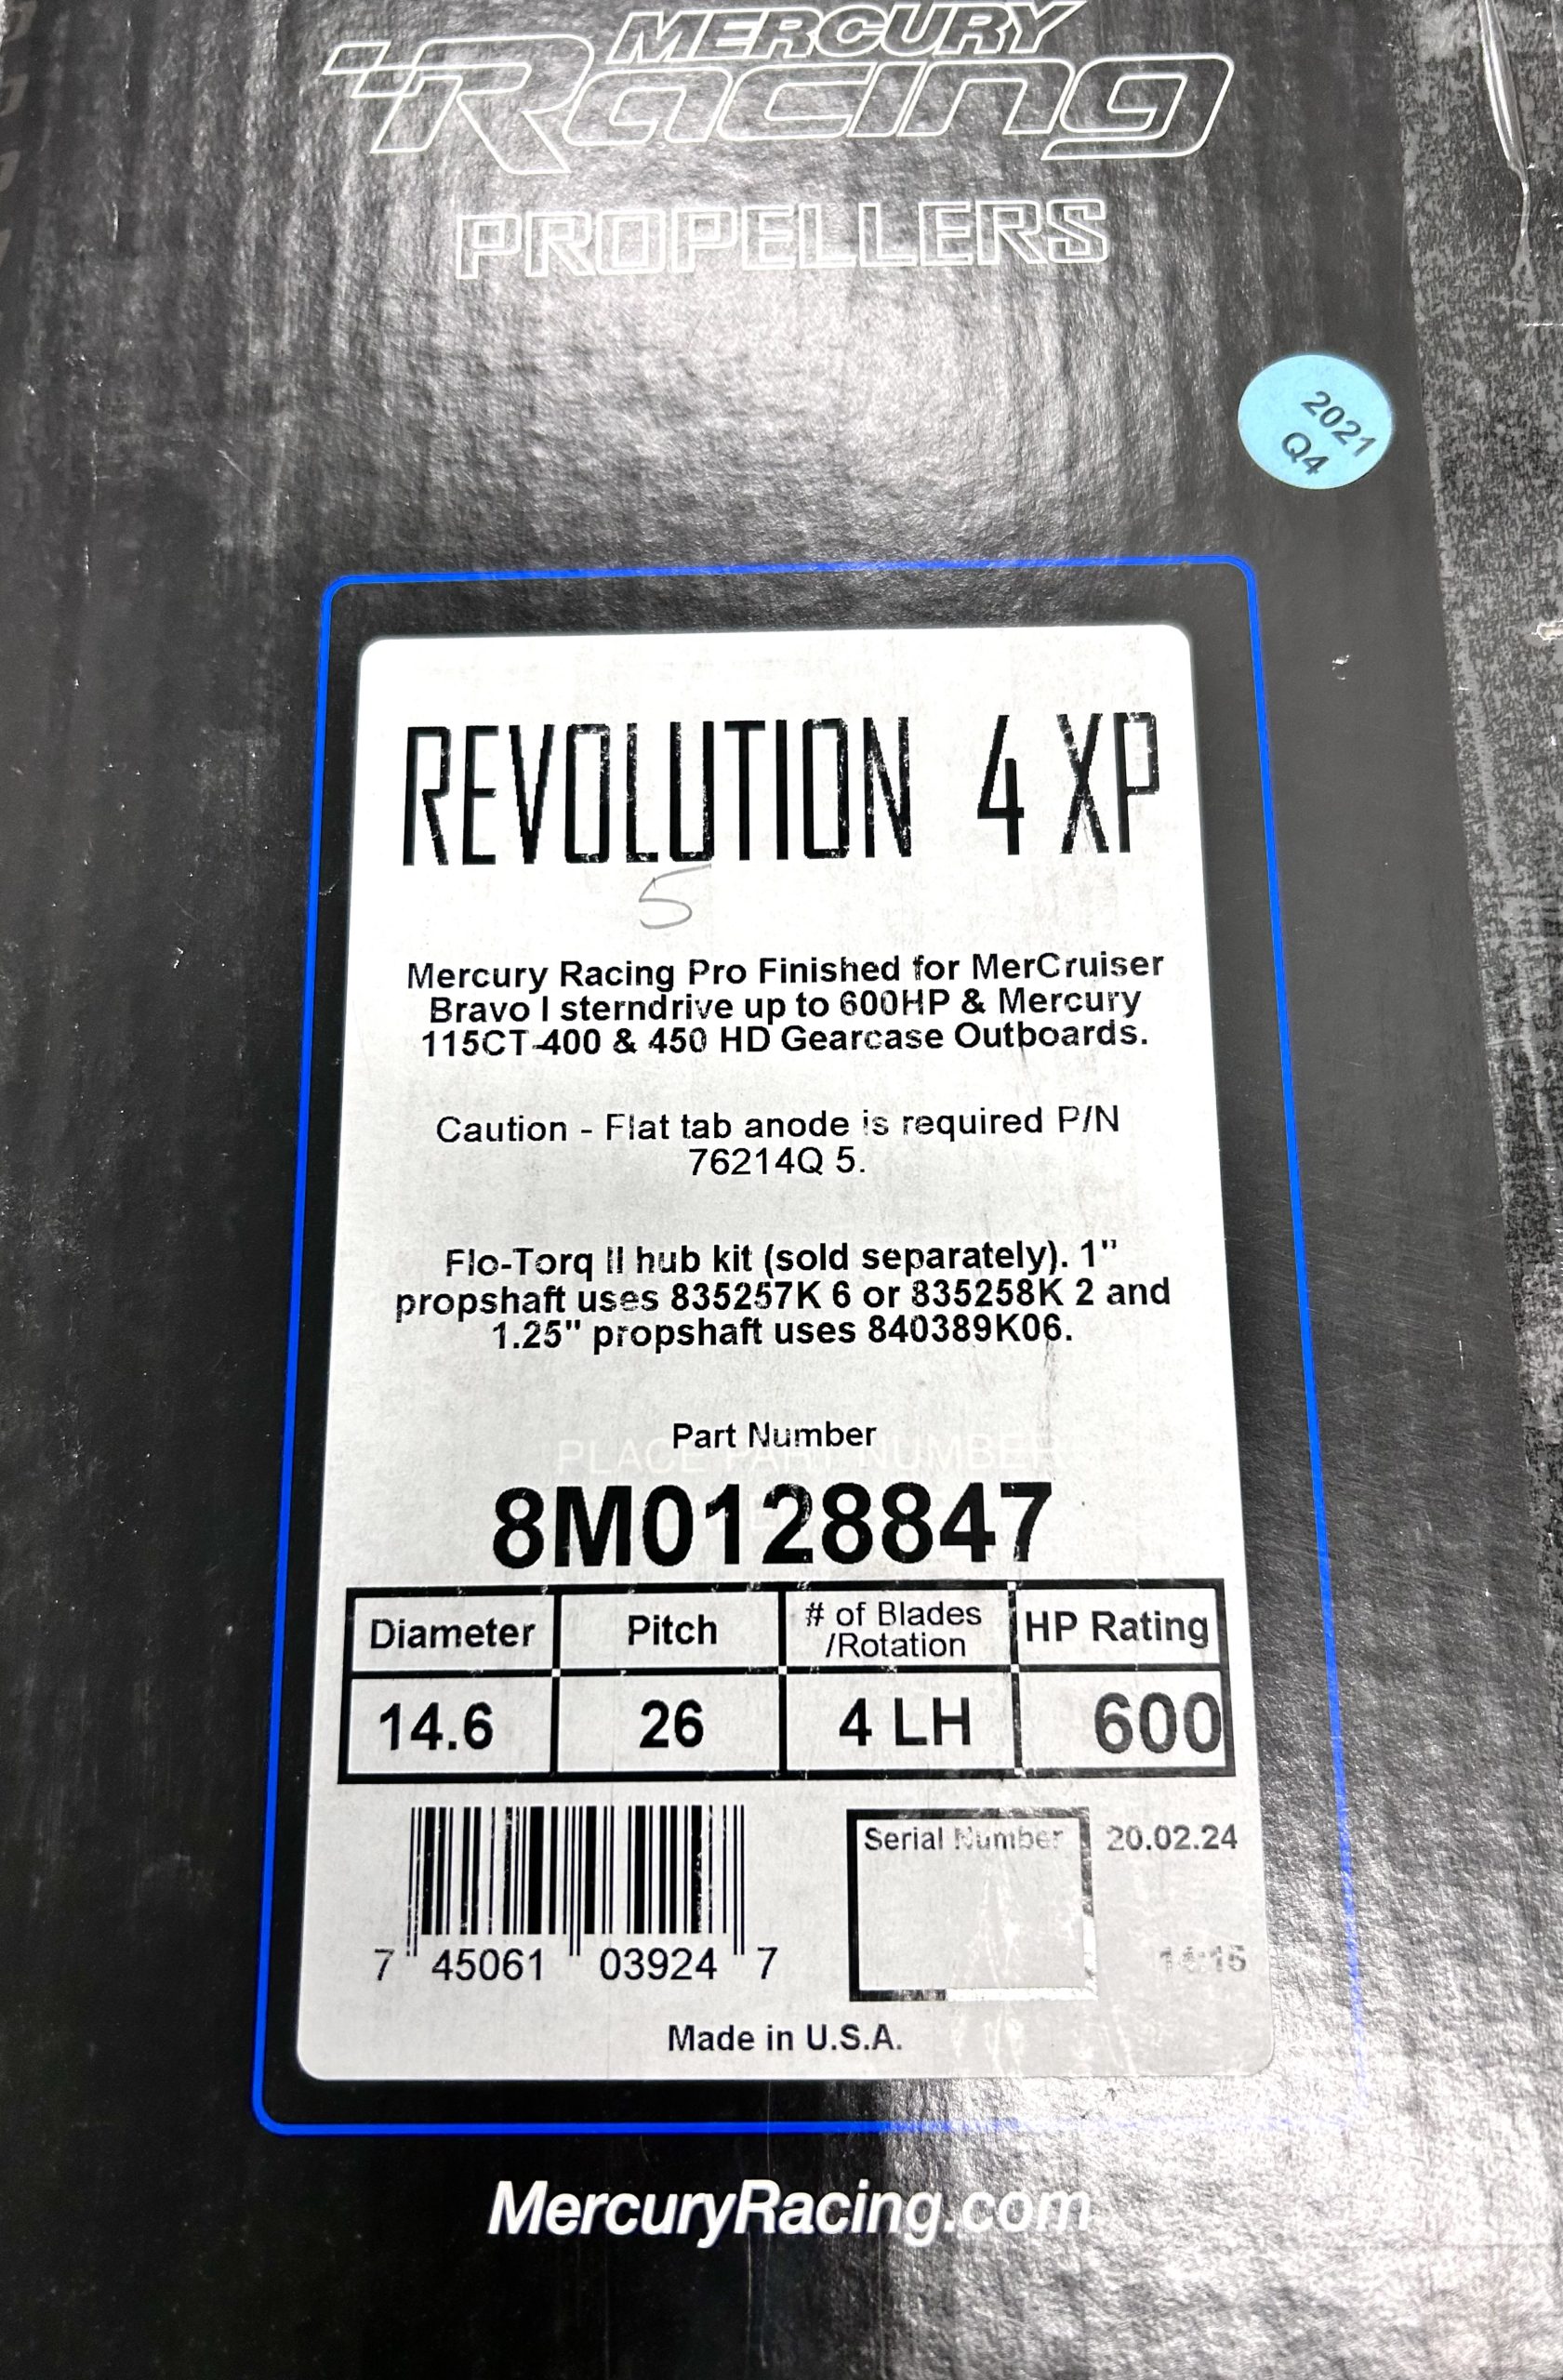 MERCURY
Racing
PROPELLERS
2021
Q4
REVOLUTION 4 XP
5
Mercury Racing Pro Finished for MerCruiser
Bravo I sterndrive up to 600HP & Mercury
115CT-400 & 450 HD Gearcase Outboards.
Caution - Flat tab anode is required P/N
76214Q 5.
Flo-Torq II hub kit (sold separately). 1"
propshaft uses 835257K 6 or 835258K 2 and
1.25" propshaft uses 840389K06.
Part Number
PLACE PART NUMBER
8M0128847
Diameter Pitch # of Blades /Rotation HP Rating
14.6 26 4 LH 600
Serial Number 20.02.24
7 45061 03924 7
Made in U.S.A.
MercuryRacing.com